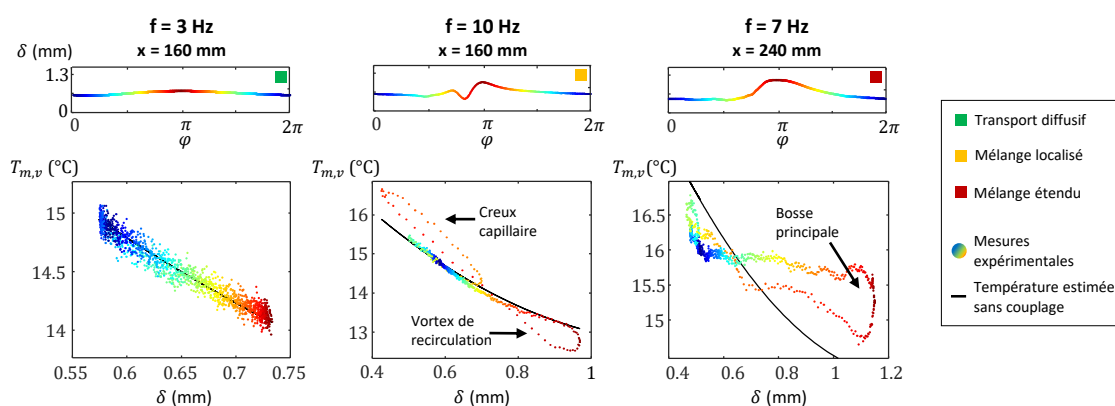 f = 3 Hz
x = 160 mm
δ (mm)
1.3
0
0
π
2π
φ
T_{m,v} (°C)
15
14.5
14
0.55
0.6
0.65
0.7
0.75
δ (mm)
f = 10 Hz
x = 160 mm
0
π
2π
φ
T_{m,v} (°C)
16
15
14
13
12
0.4
0.6
0.8
1
δ (mm)
Creux
capillaire
Vortex de
recirculation
f = 7 Hz
x = 240 mm
0
π
2π
φ
T_{m,v} (°C)
16.5
16
15.5
15
0.4
0.6
0.8
1
1.2
δ (mm)
Bosse
principale
Transport diffusif
Mélange localisé
Mélange étendu
Mesures
expérimentales
Température estimée
sans couplage